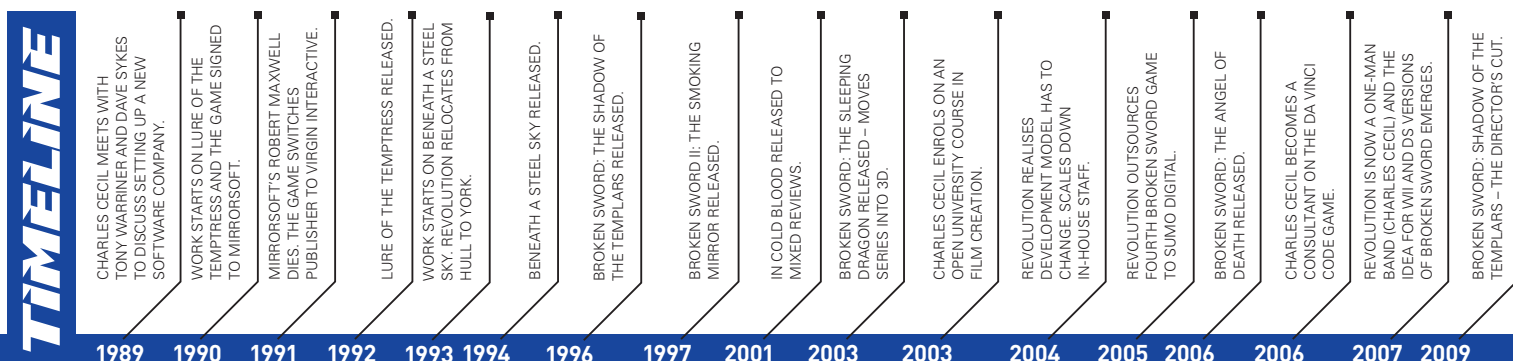 TIMELINE
CHARLES CECIL MEETS WITH
TONY WARRINER AND DAVE SYKES
TO DISCUSS SETTING UP A NEW
SOFTWARE COMPANY.
1989
WORK STARTS ON LURE OF THE
TEMPTRESS AND THE GAME SIGNED
TO MIRRORSOFT.
1990
MIRRORSOFT'S ROBERT MAXWELL
DIES. THE GAME SWITCHES
PUBLISHER TO VIRGIN INTERACTIVE.
1991
LURE OF THE TEMPTRESS RELEASED.
1992
WORK STARTS ON BENEATH A STEEL
SKY. REVOLUTION RELOCATES FROM
HULL TO YORK.
1993
BENEATH A STEEL SKY RELEASED.
1994
BROKEN SWORD: THE SHADOW OF
THE TEMPLARS RELEASED.
1996
BROKEN SWORD II: THE SMOKING
MIRROR RELEASED.
1997
IN COLD BLOOD RELEASED TO
MIXED REVIEWS.
2001
BROKEN SWORD: THE SLEEPING
DRAGON RELEASED – MOVES
SERIES INTO 3D.
2003
CHARLES CECIL ENROLS ON AN
OPEN UNIVERSITY COURSE IN
FILM CREATION.
2003
REVOLUTION REALISES
DEVELOPMENT MODEL HAS TO
CHANGE. SCALES DOWN
IN-HOUSE STAFF.
2004
REVOLUTION OUTSOURCES
FOURTH BROKEN SWORD GAME
TO SUMO DIGITAL.
2005
BROKEN SWORD: THE ANGEL OF
DEATH RELEASED.
2006
CHARLES CECIL BECOMES A
CONSULTANT ON THE DA VINCI
CODE GAME.
2006
REVOLUTION IS NOW A ONE-MAN
BAND (CHARLES CECIL) AND THE
IDEA FOR WII AND DS VERSIONS
OF BROKEN SWORD EMERGES.
2007
BROKEN SWORD: SHADOW OF THE
TEMPLARS – THE DIRECTOR'S CUT.
2009